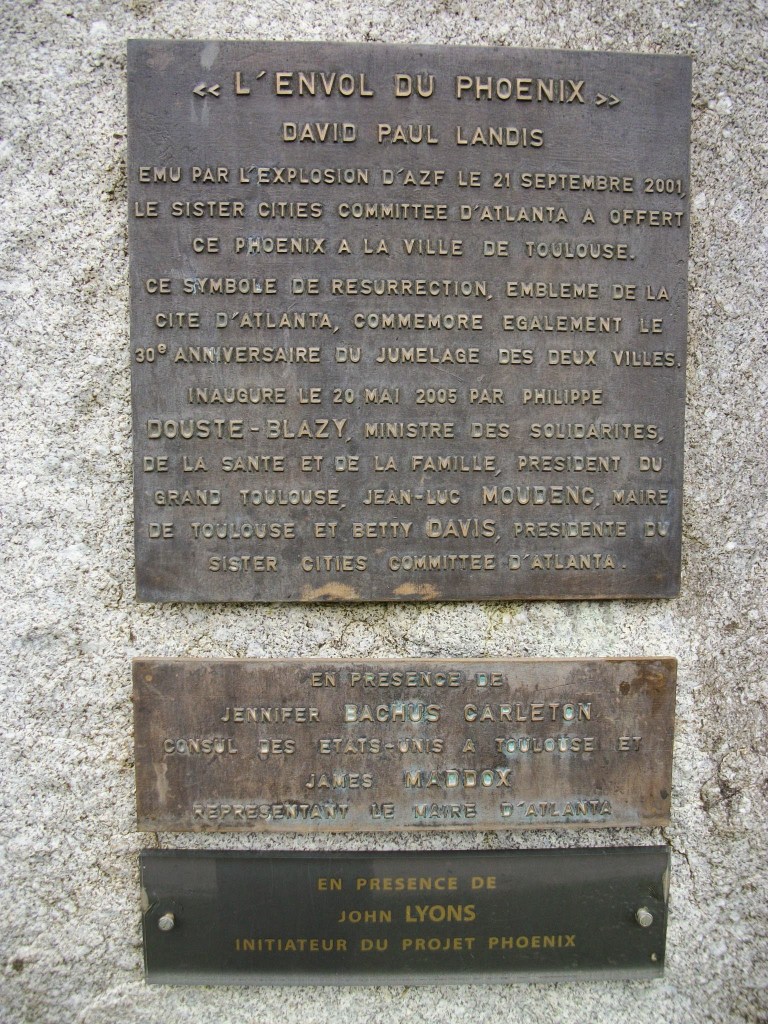 « L'ENVOL DU PHOENIX »
DAVID PAUL LANDIS
EMU PAR L'EXPLOSION D'AZF LE 21 SEPTEMBRE 2001,
LE SISTER CITIES COMMITTEE D'ATLANTA A OFFERT
CE PHOENIX A LA VILLE DE TOULOUSE.
CE SYMBOLE DE RESURRECTION, EMBLEME DE LA
CITE D'ATLANTA, COMMEMORE EGALEMENT LE
30e ANNIVERSAIRE DU JUMELAGE DES DEUX VILLES.
INAUGURE LE 20 MAI 2005 PAR PHILIPPE
DOUSTE-BLAZY, MINISTRE DES SOLIDARITES,
DE LA SANTE ET DE LA FAMILLE, PRESIDENT DU
GRAND TOULOUSE, JEAN-LUC MOUDENC, MAIRE
DE TOULOUSE ET BETTY DAVIS, PRESIDENTE DU
SISTER CITIES COMMITTEE D'ATLANTA.
EN PRESENCE DE
JENNIFER BACHUS CARLETON
CONSUL DES ETATS-UNIS A TOULOUSE ET
JAMES MADDOX
REPRESENTANT LE MAIRE D'ATLANTA
EN PRESENCE DE
JOHN LYONS
INITIATEUR DU PROJET PHOENIX